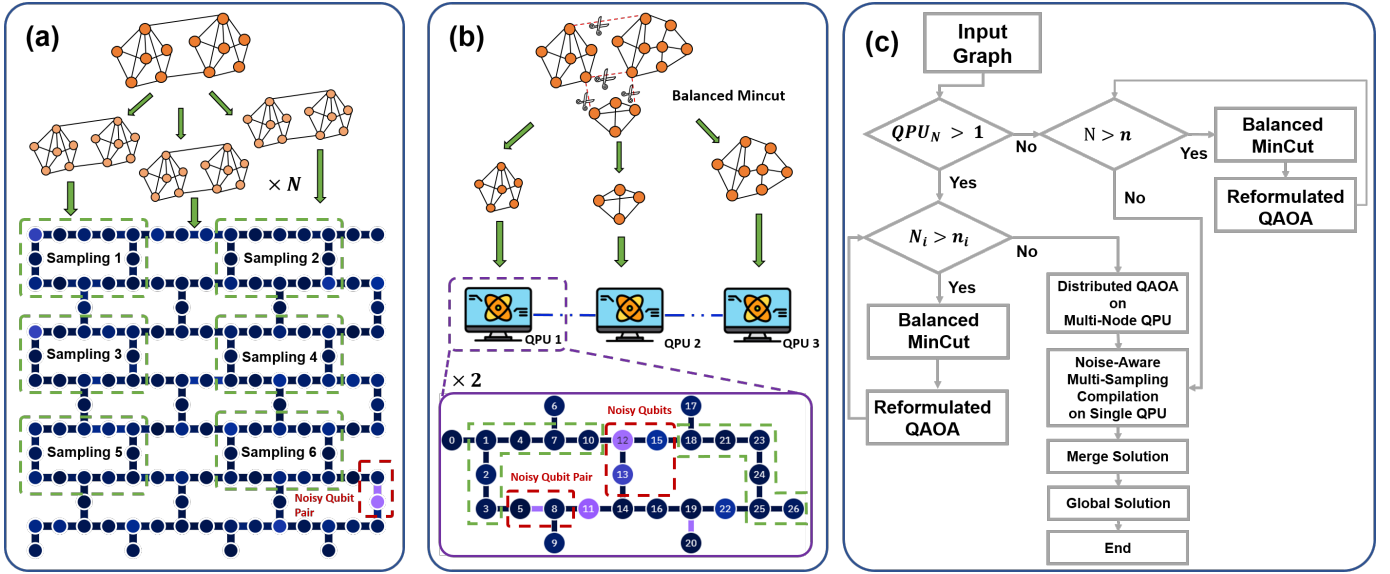 (a)
× N
Sampling 1
Sampling 2
Sampling 3
Sampling 4
Sampling 5
Sampling 6
Noisy Qubit
Pair
(b)
Balanced Mincut
QPU 1
QPU 2
QPU 3
× 2
Noisy Qubits
Noisy Qubit Pair
6
17
0
1
4
7
10
12
15
18
21
23
2
13
24
3
5
8
11
14
16
19
22
25
26
9
20
(c)
Input
Graph
QPU_N > 1
No
N > n
Yes
Balanced
MinCut
Reformulated
QAOA
Yes
No
N_i > n_i
No
Yes
Balanced
MinCut
Reformulated
QAOA
Distributed QAOA
on
Multi-Node QPU
Noise-Aware
Multi-Sampling
Compilation
on Single QPU
Merge Solution
Global Solution
End